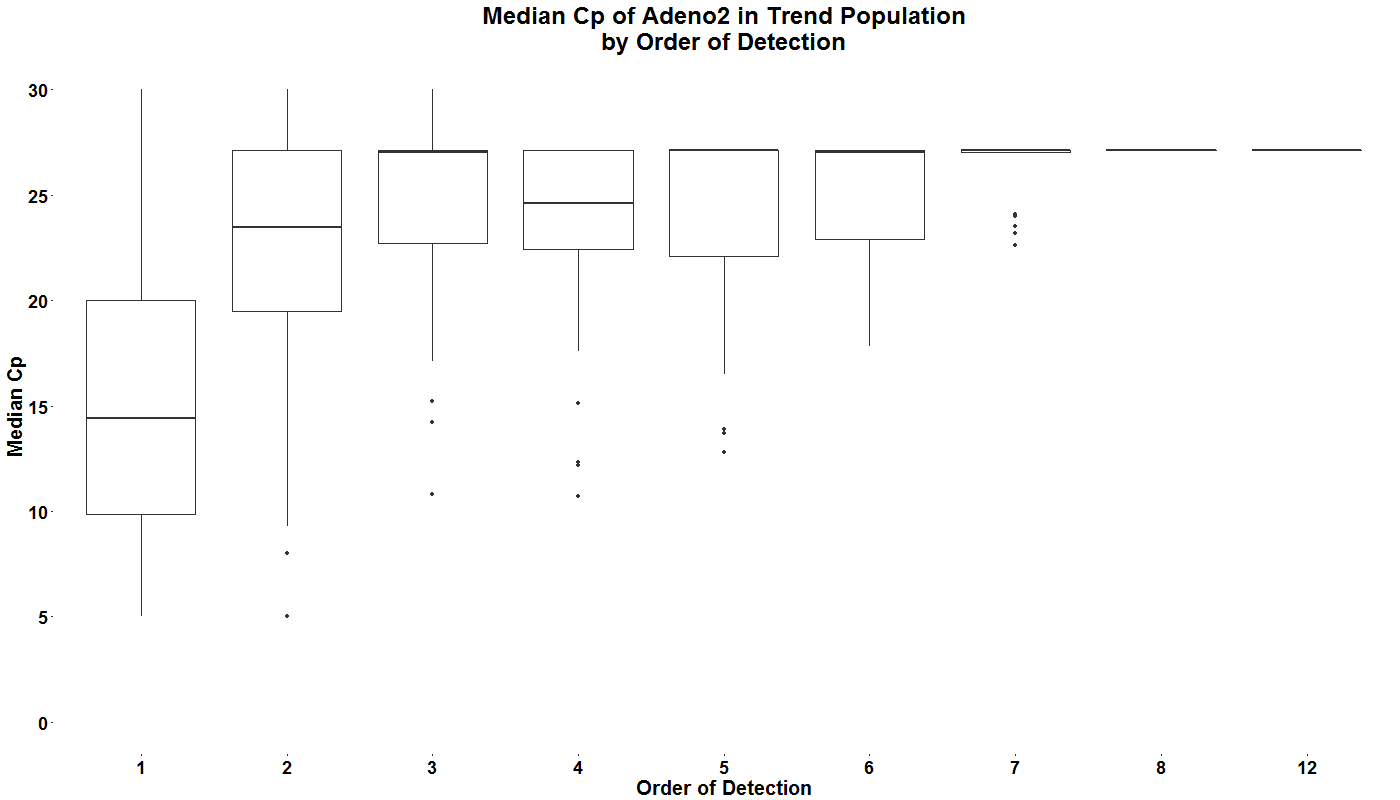 Median Cp of Adeno2 in Trend Population
by Order of Detection
30
25
20
15
10
5
0
Median Cp
1 2 3 4 5 6 7 8 12
Order of Detection